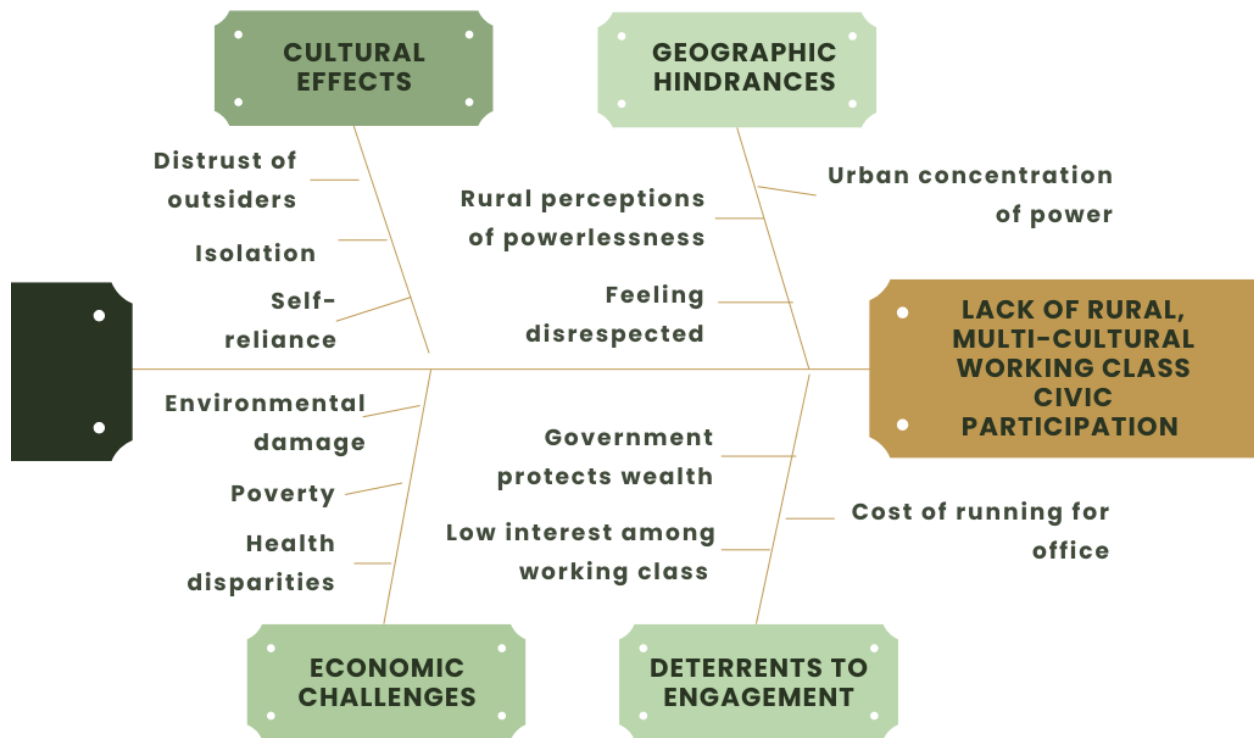 CULTURAL
EFFECTS
GEOGRAPHIC
HINDRANCES
Distrust of
outsiders
Isolation
Self-
reliance
Rural perceptions
of powerlessness
Feeling
disrespected
Urban concentration
of power
LACK OF RURAL,
MULTI-CULTURAL
WORKING CLASS
CIVIC
PARTICIPATION
Environmental
damage
Poverty
Health
disparities
Government
protects wealth
Low interest among
working class
Cost of running for
office
ECONOMIC
CHALLENGES
DETERRENTS TO
ENGAGEMENT